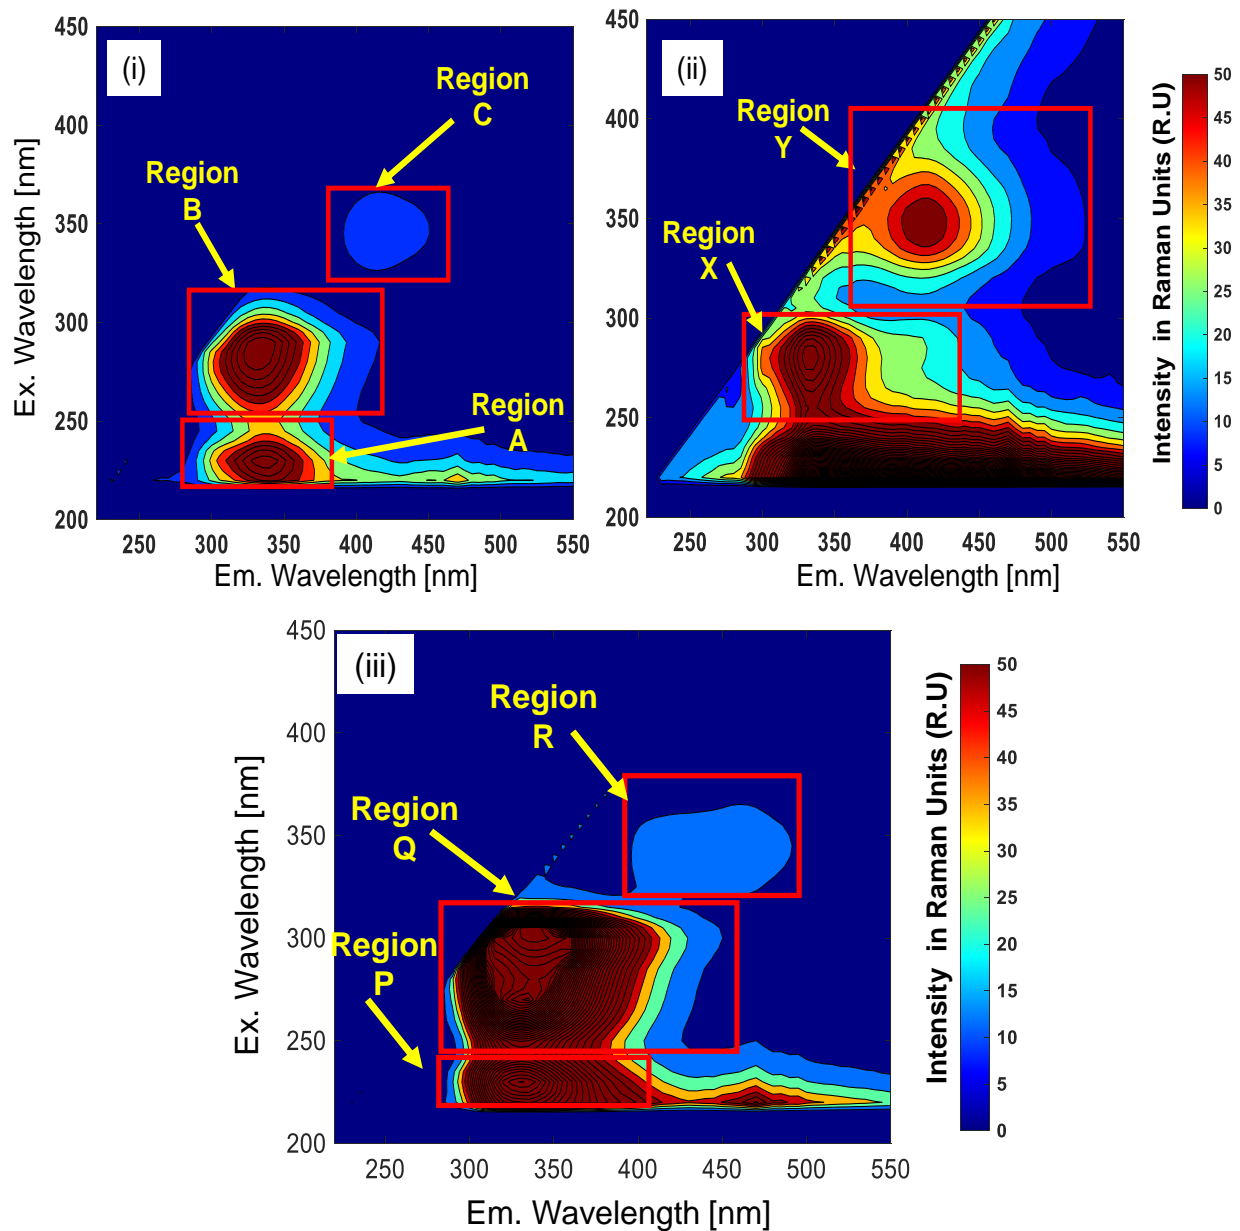 (i)
Region
C
Region
B
Region
A
450
400
350
300
250
200
250
300
350
400
450
500
550
Ex. Wavelength [nm]
Em. Wavelength [nm]
(ii)
Region
Y
Region
X
450
400
350
300
250
200
250
300
350
400
450
500
550
Em. Wavelength [nm]
50
45
40
35
30
25
20
15
10
5
0
Intensity in Raman Units (R.U)
(iii)
Region
R
Region
Q
Region
P
450
400
350
300
250
200
250
300
350
400
450
500
550
Ex. Wavelength [nm]
Em. Wavelength [nm]
50
45
40
35
30
25
20
15
10
5
0
Intensity in Raman Units (R.U)